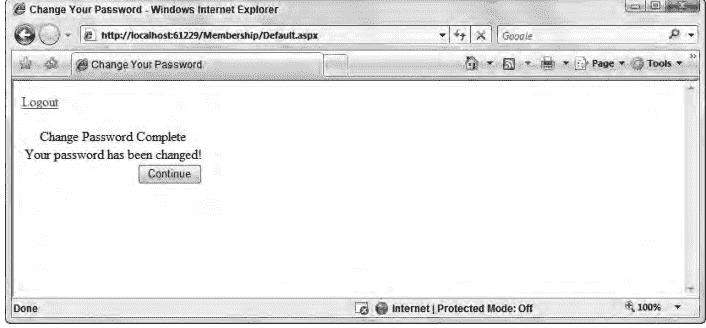 Change Your Password - Windows Internet Explorer
http://localhost:61229/Membership/Default.aspx
Google
Change Your Password
Page
Tools
Logout
Change Password Complete
Your password has been changed!
Continue
Done
Internet | Protected Mode: Off
100%